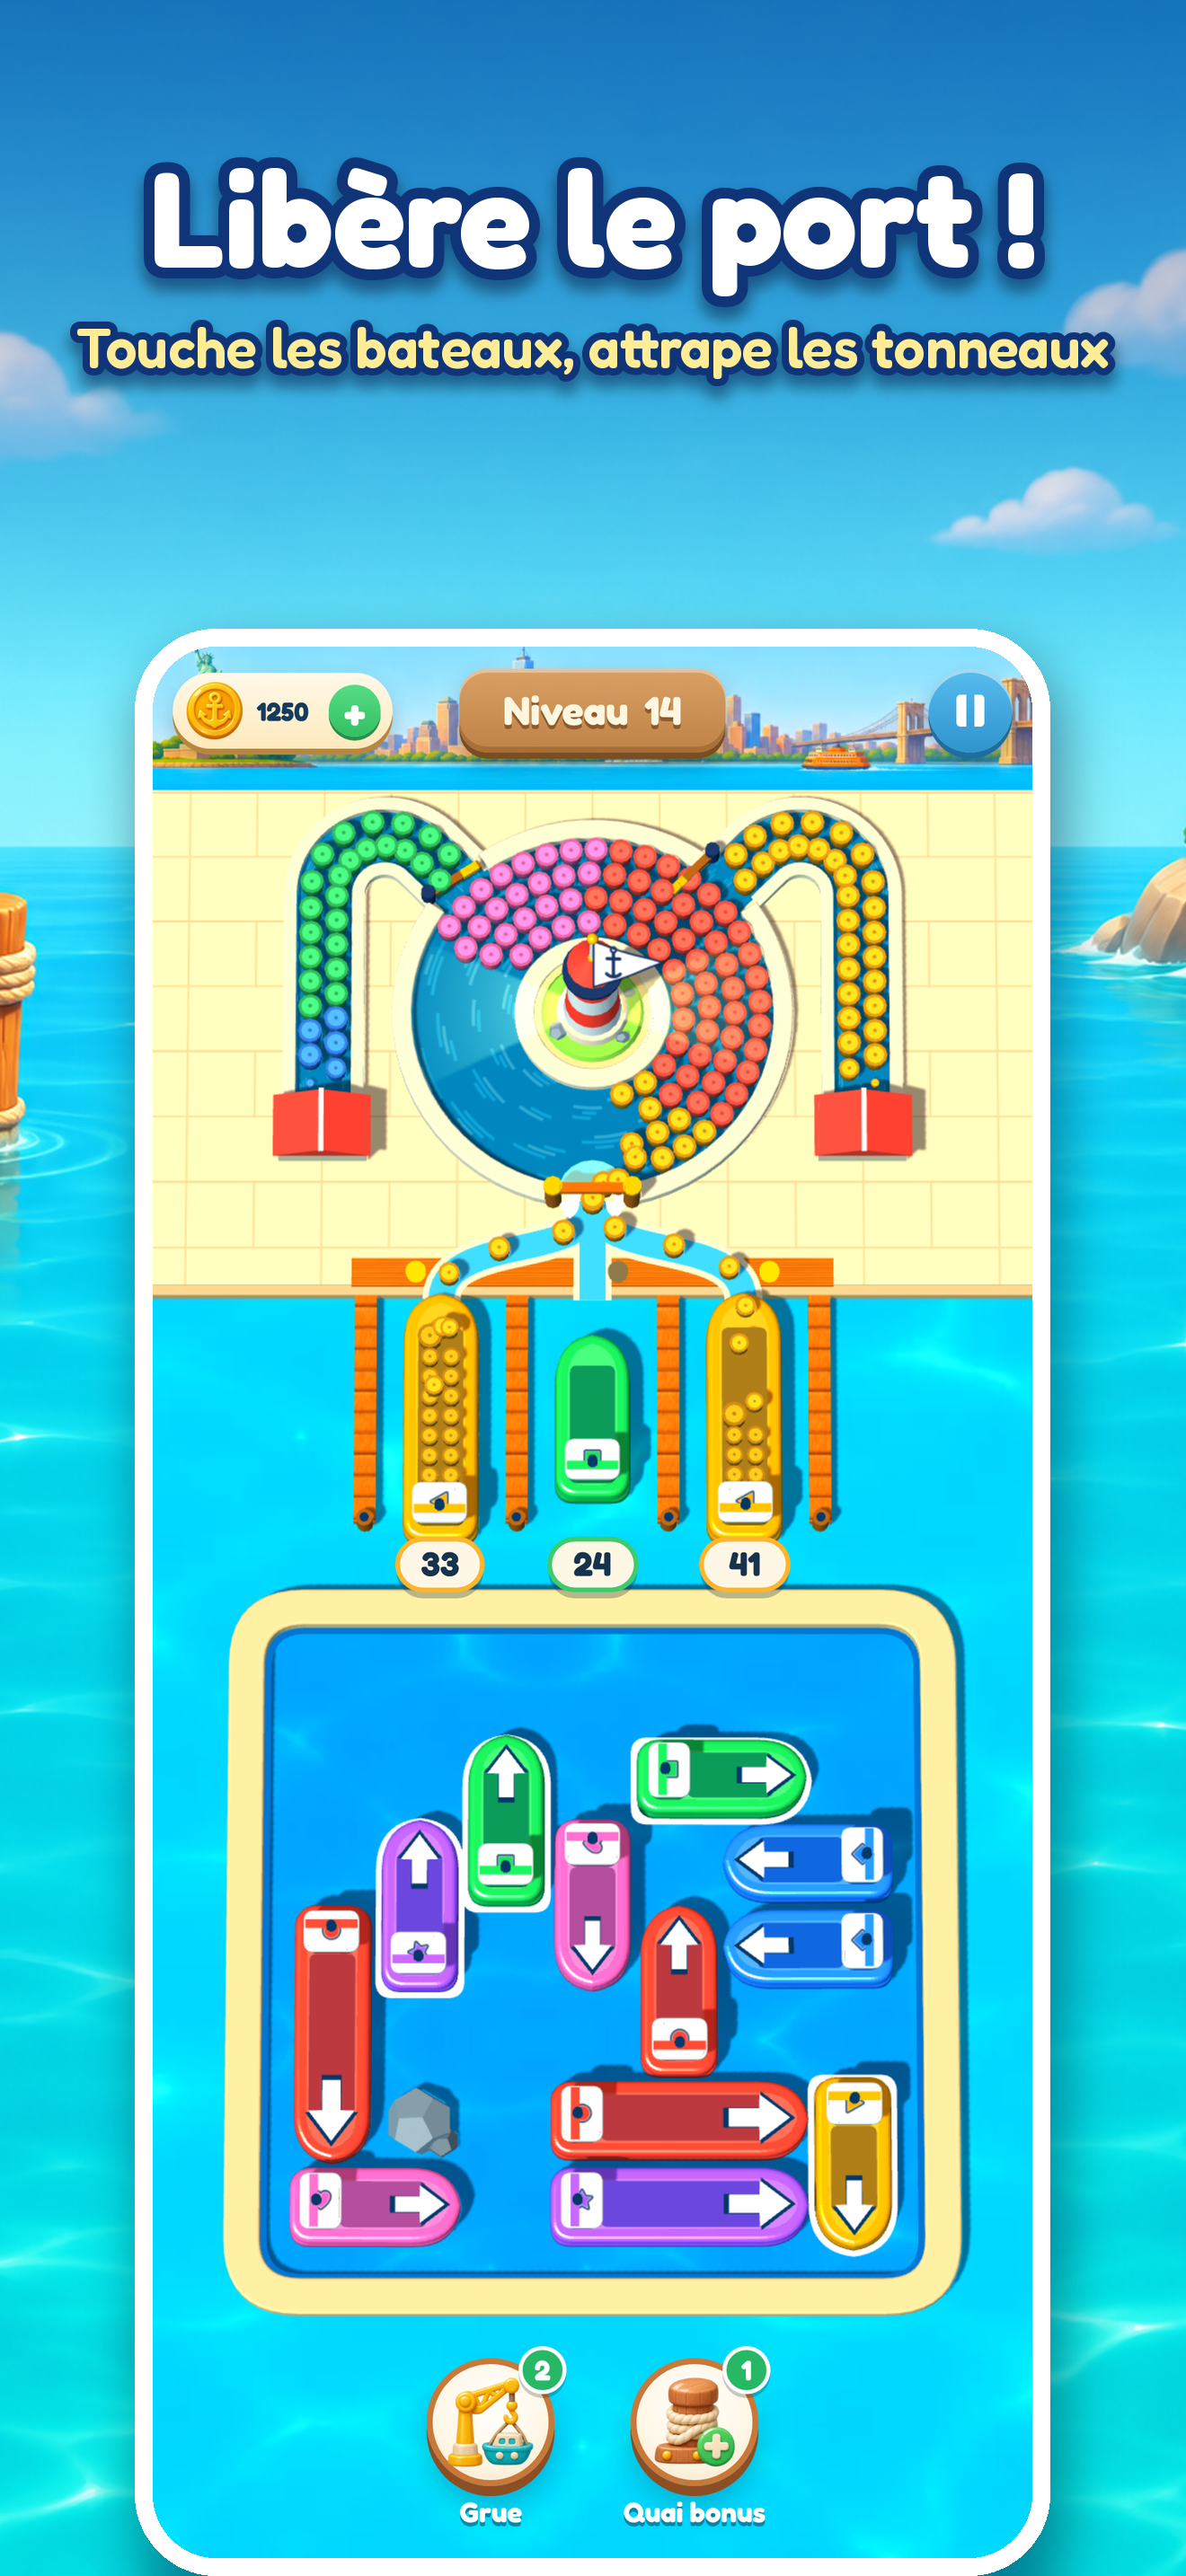 Libère le port !
Touche les bateaux, attrape les tonneaux
1250
Niveau 14
33
24
41
2
1
Grue
Quai bonus